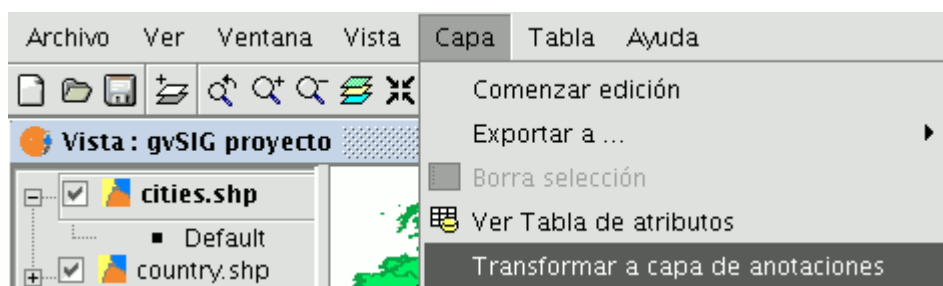 Archivo Ver Ventana Vista Capa Tabla Ayuda
Comenzar edición
Exportar a ...
Vista : gvSIG proyecto
Borra selección
cities.shp
Ver Tabla de atributos
Default
country.shp
Transformar a capa de anotaciones